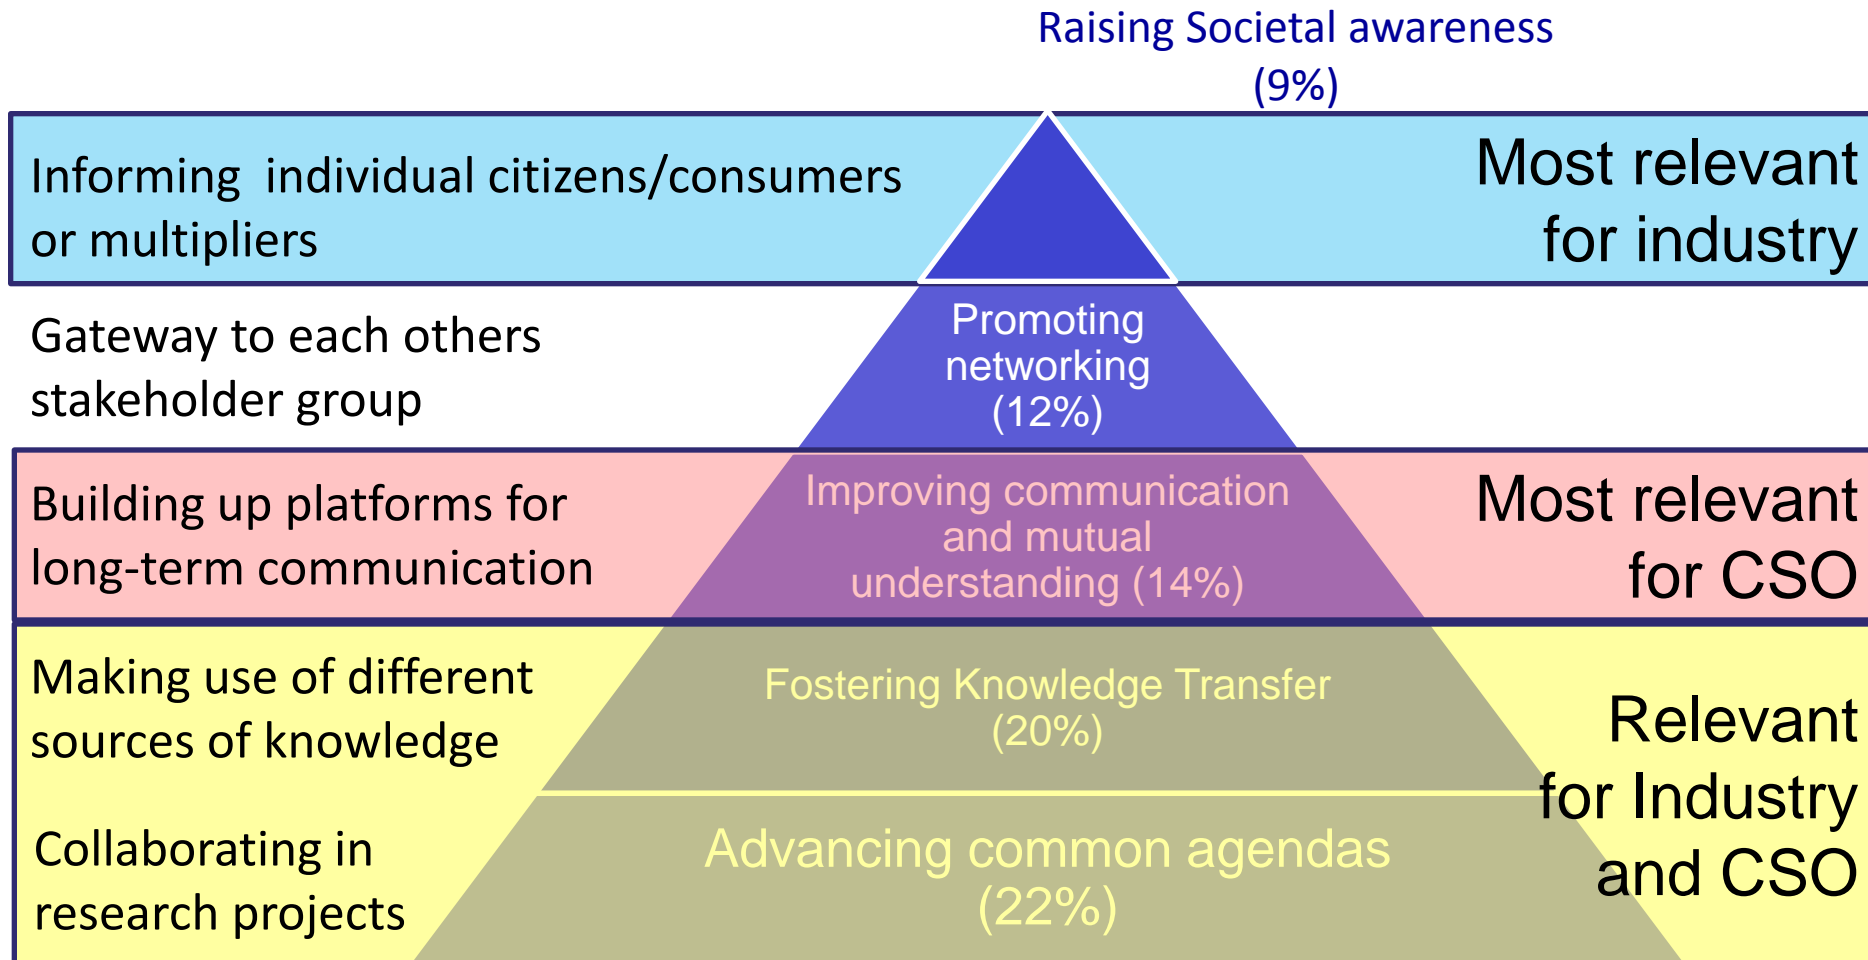 Raising Societal awareness
(9%)
Informing individual citizens/consumers
or multipliers
Most relevant
for industry
Gateway to each others
stakeholder group
Promoting
networking
(12%)
Building up platforms for
long-term communication
Improving communication
and mutual
understanding (14%)
Most relevant
for CSO
Making use of different
sources of knowledge
Fostering Knowledge Transfer
(20%)
Collaborating in
research projects
Advancing common agendas
(22%)
Relevant
for Industry
and CSO